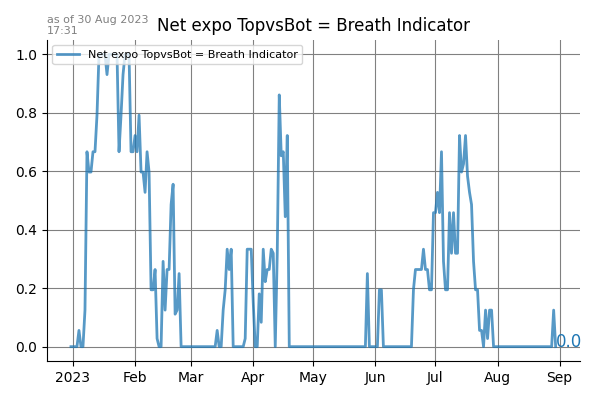 as of 30 Aug 2023
17:31
Net expo TopvsBot = Breath Indicator
Net expo TopvsBot = Breath Indicator
1.0
0.8
0.6
0.4
0.2
0.0
0.0
2023 Feb Mar Apr May Jun Jul Aug Sep